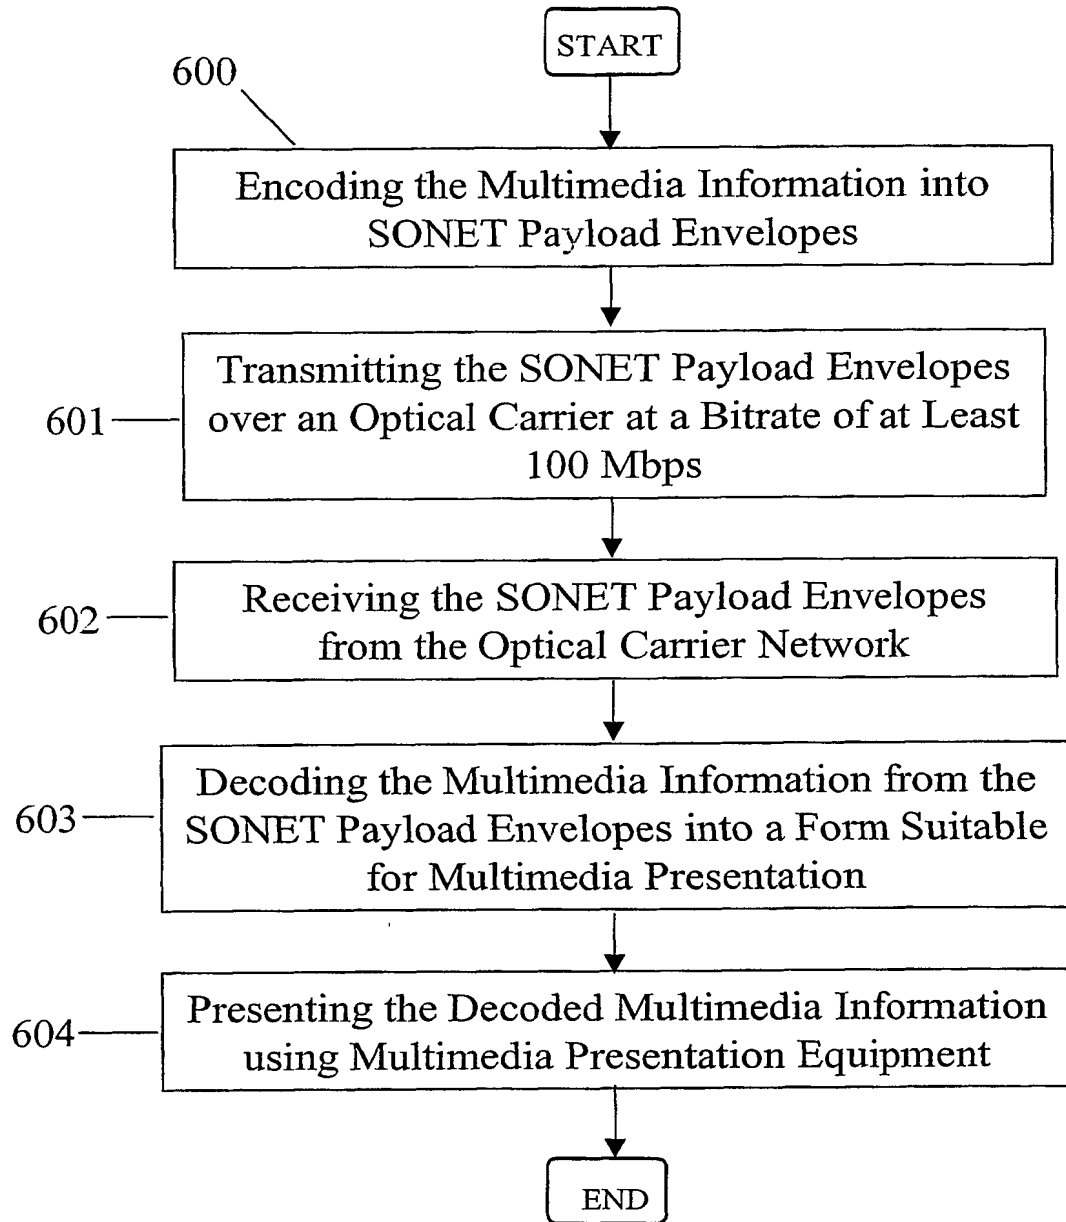 START
600
Encoding the Multimedia Information into
SONET Payload Envelopes
Transmitting the SONET Payload Envelopes
601
over an Optical Carrier at a Bitrate of at Least
100 Mbps
Receiving the SONET Payload Envelopes
602
from the Optical Carrier Network
Decoding the Multimedia Information from the
603
SONET Payload Envelopes into a Form Suitable
for Multimedia Presentation
Presenting the Decoded Multimedia Information
604
using Multimedia Presentation Equipment
END